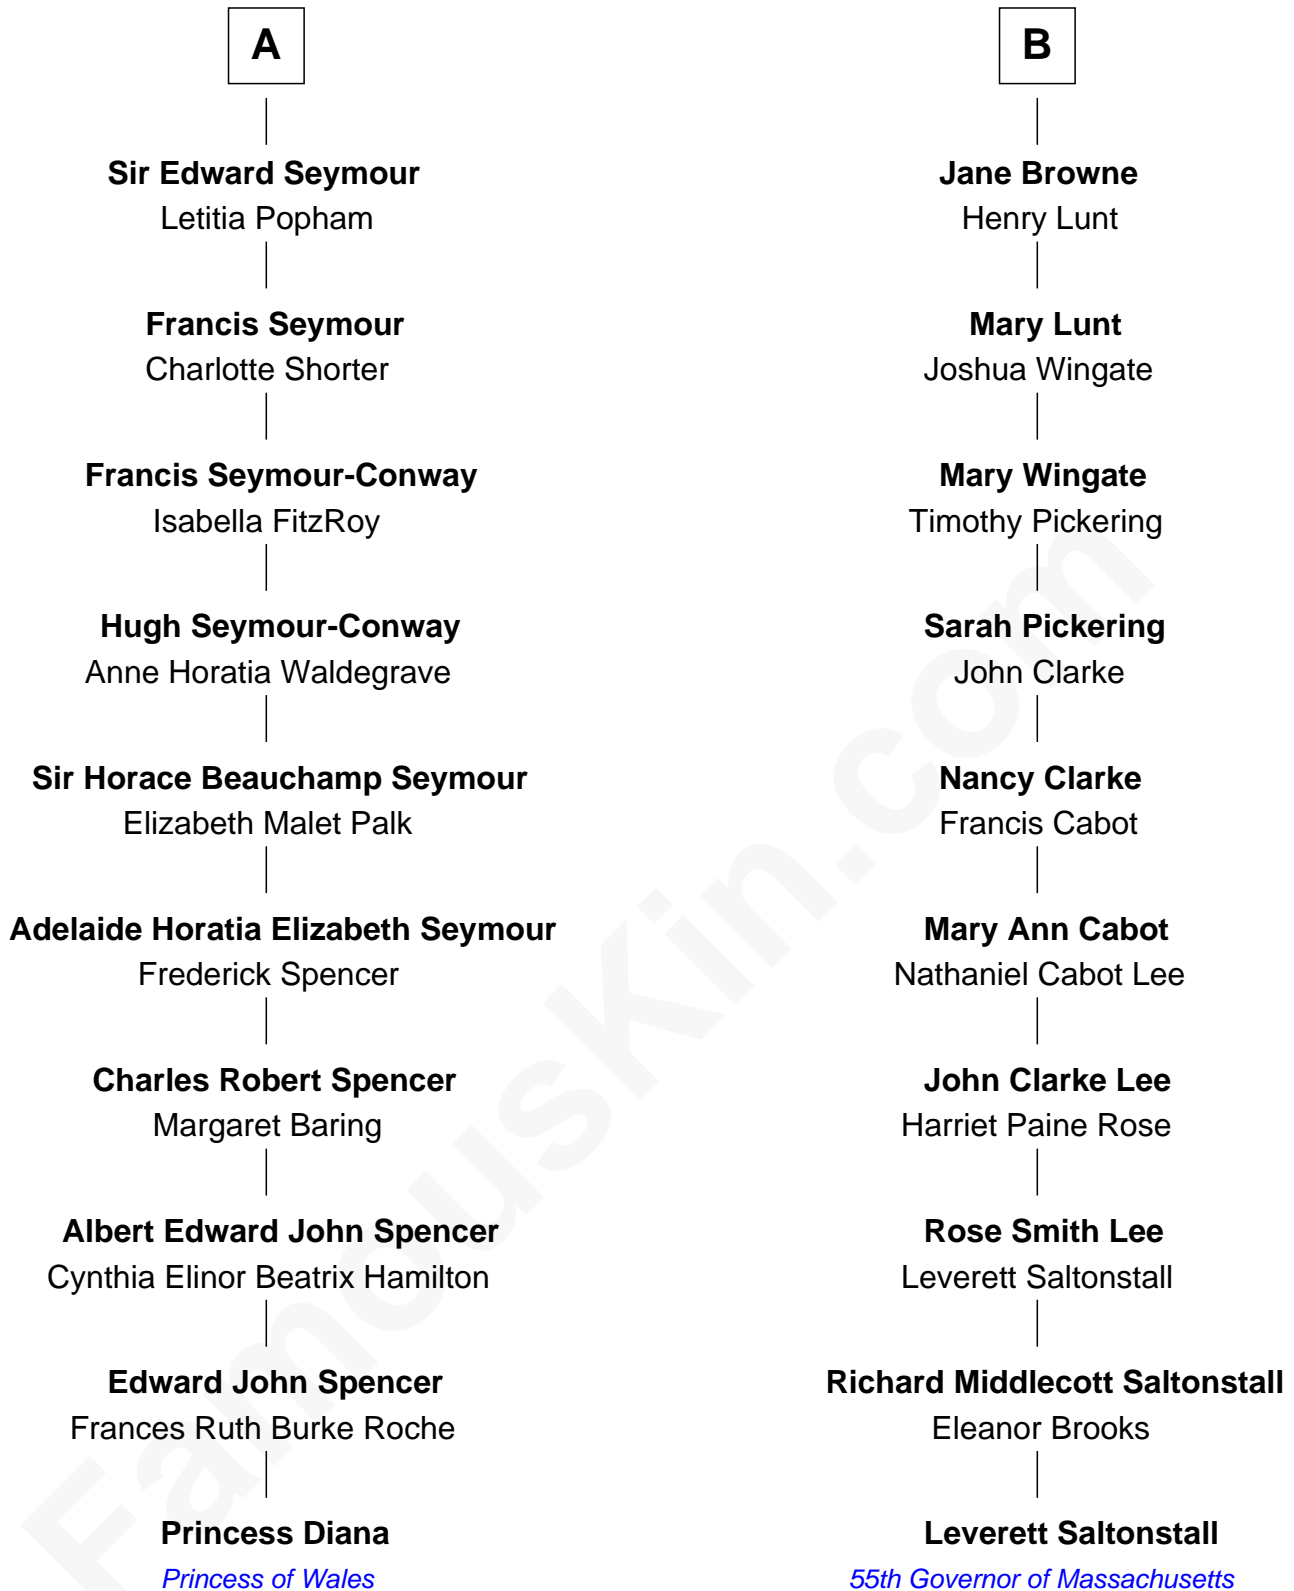 A
B
Sir Edward Seymour
Letitia Popham
Jane Browne
Henry Lunt
Francis Seymour
Charlotte Shorter
Mary Lunt
Joshua Wingate
Francis Seymour-Conway
Isabella FitzRoy
Mary Wingate
Timothy Pickering
Hugh Seymour-Conway
Anne Horatia Waldegrave
Sarah Pickering
John Clarke
Sir Horace Beauchamp Seymour
Elizabeth Malet Palk
Nancy Clarke
Francis Cabot
Adelaide Horatia Elizabeth Seymour
Frederick Spencer
Mary Ann Cabot
Nathaniel Cabot Lee
Charles Robert Spencer
Margaret Baring
John Clarke Lee
Harriet Paine Rose
Albert Edward John Spencer
Cynthia Elinor Beatrix Hamilton
Rose Smith Lee
Leverett Saltonstall
Edward John Spencer
Frances Ruth Burke Roche
Richard Middlecott Saltonstall
Eleanor Brooks
Princess Diana
Princess of Wales
Leverett Saltonstall
55th Governor of Massachusetts
FamousKin.com